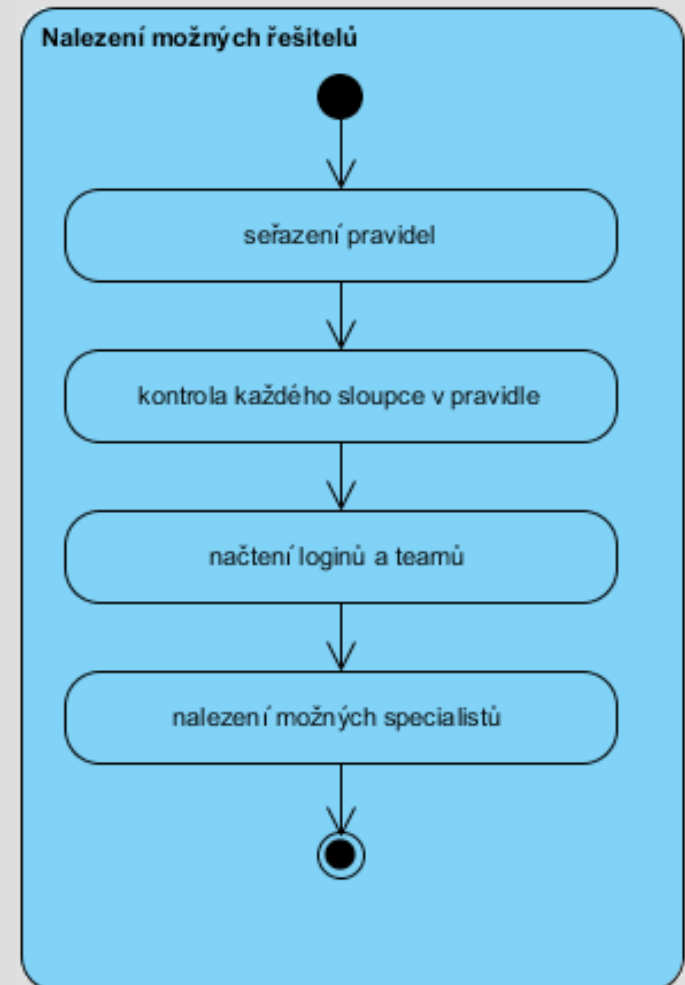 Nalezení možných řešitelů
seřazení pravidel
kontrola každého sloupce v pravidle
načtení loginů a teamů
nalezení možných specialistů